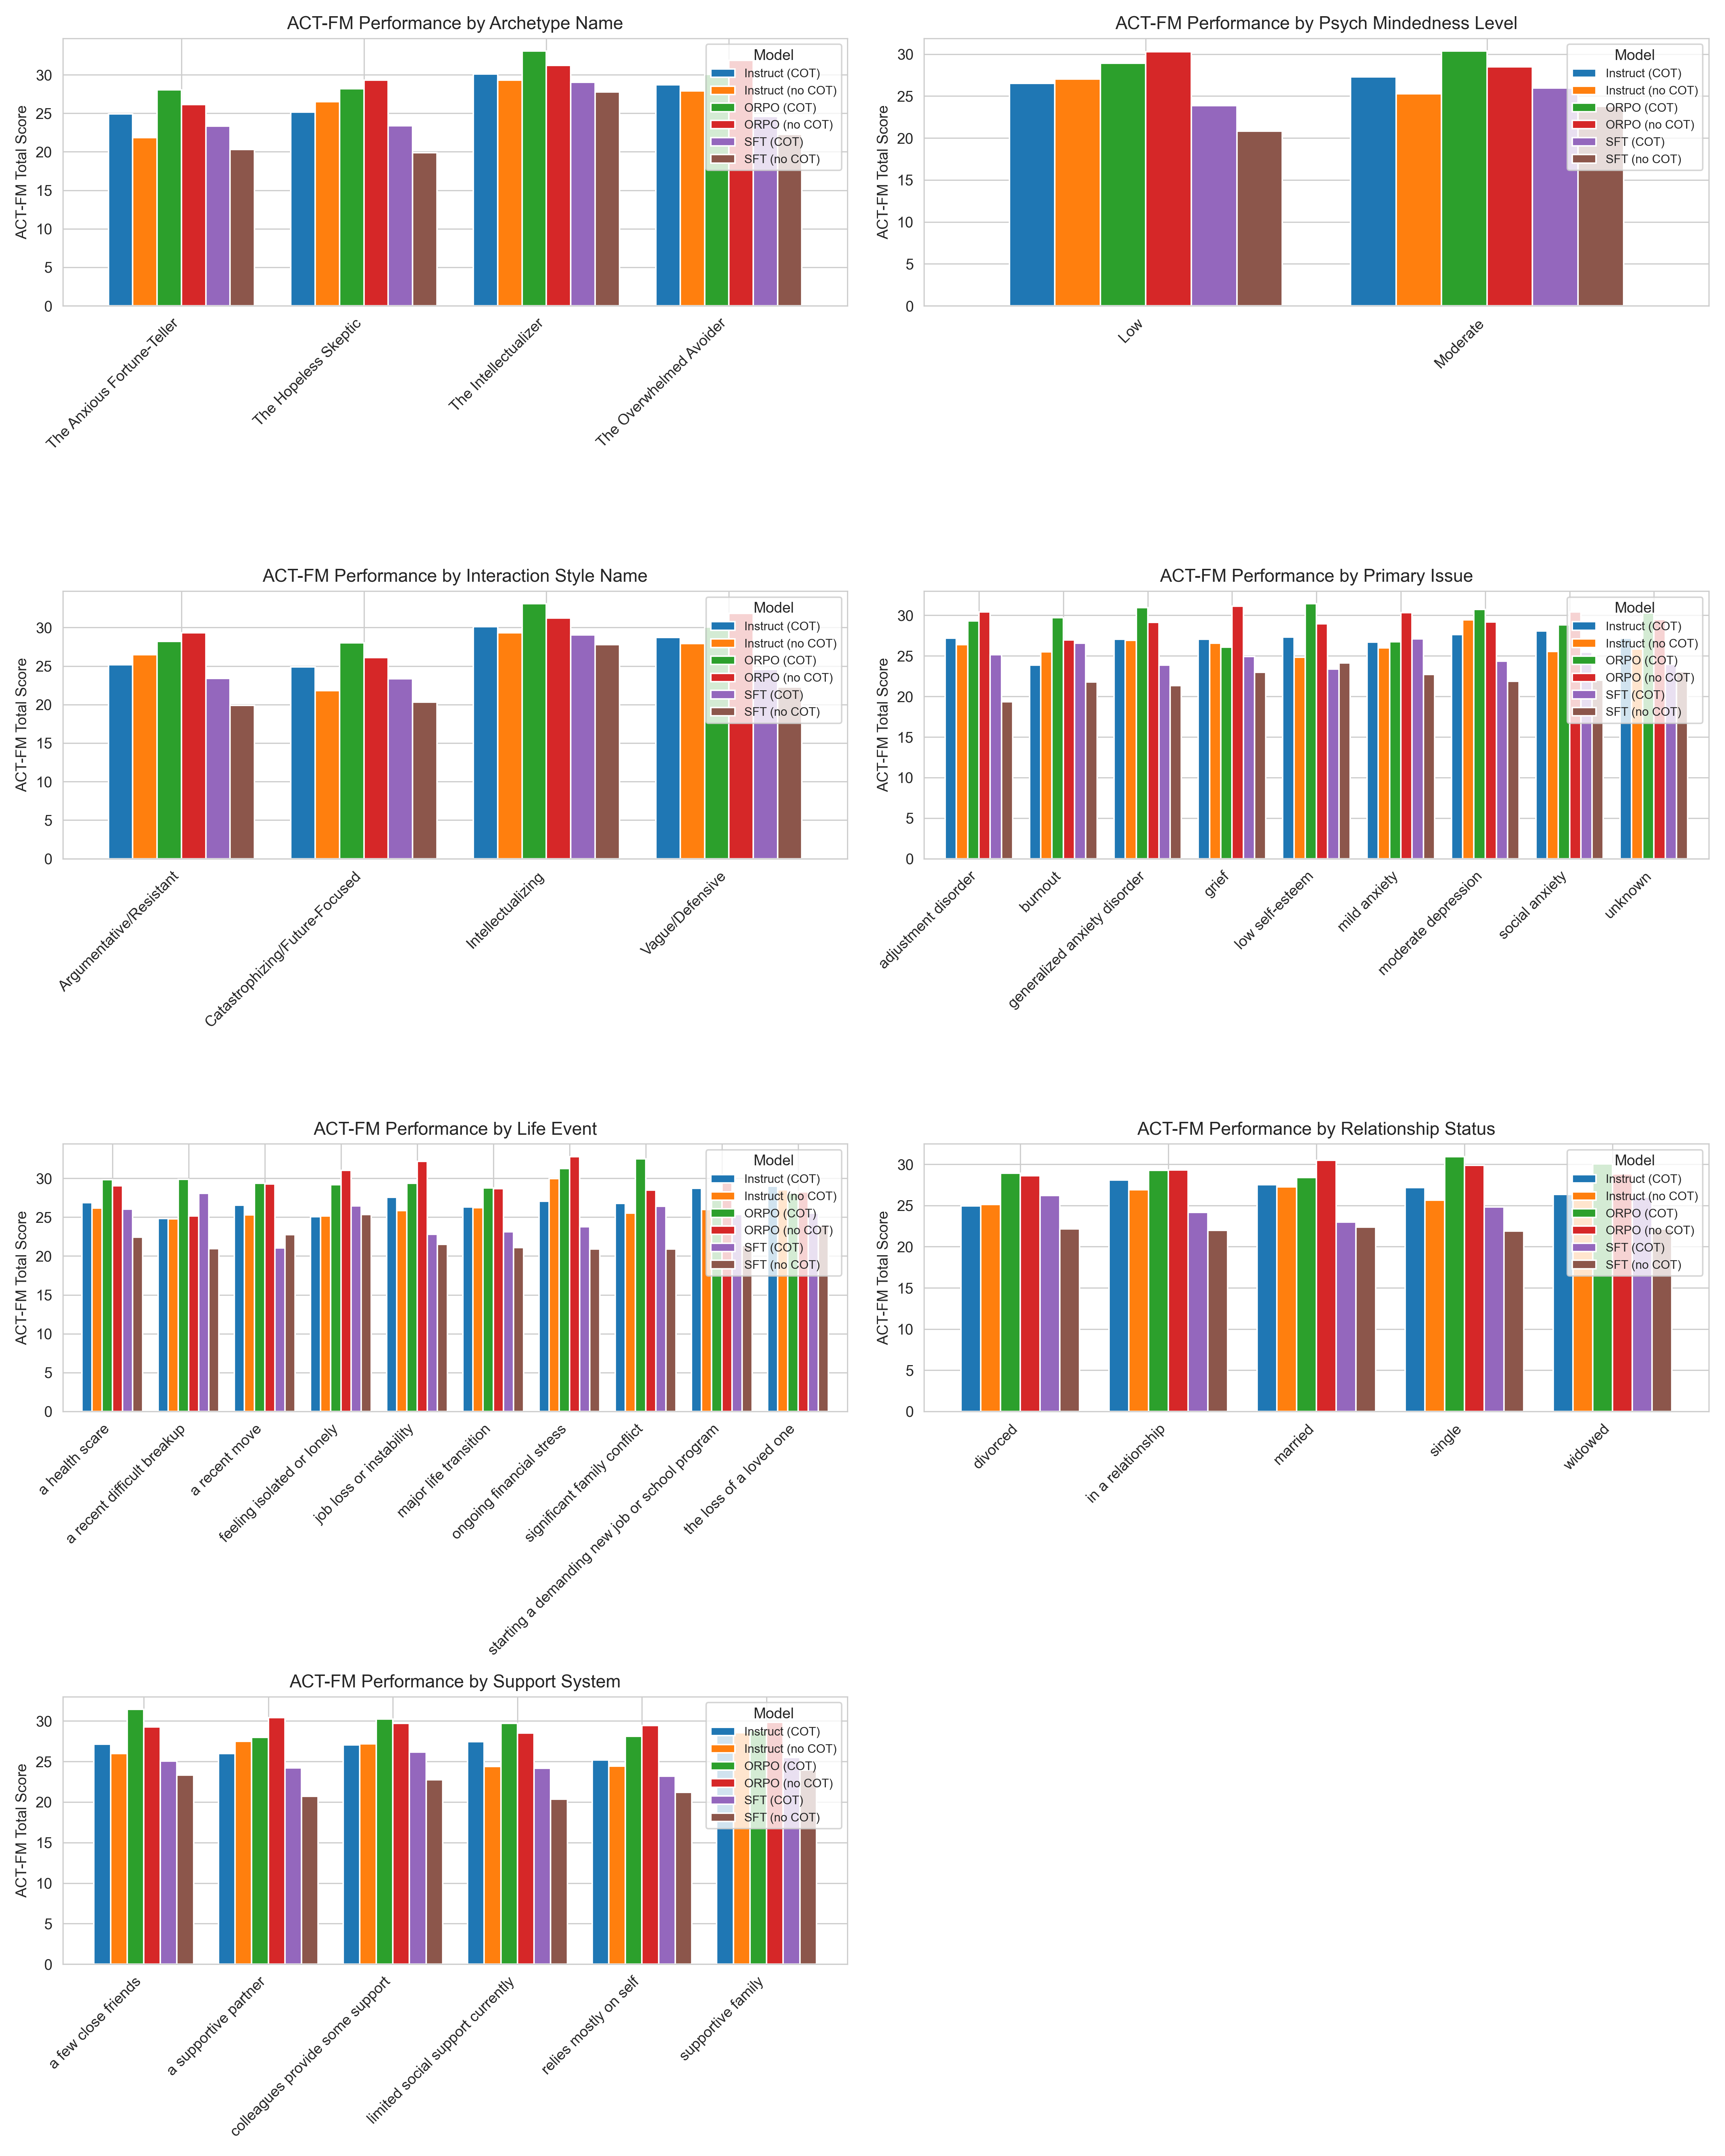 ACT-FM Performance by Archetype Name
ACT-FM Total Score
30
25
20
15
10
5
0
The Anxious Fortune-Teller
The Hopeless Skeptic
The Intellectualizer
The Overwhelmed Avoider
Model
Instruct (COT)
Instruct (no COT)
ORPO (COT)
ORPO (no COT)
SFT (COT)
SFT (no COT)
ACT-FM Performance by Psych Mindedness Level
ACT-FM Total Score
30
25
20
15
10
5
0
Low
Moderate
Model
Instruct (COT)
Instruct (no COT)
ORPO (COT)
ORPO (no COT)
SFT (COT)
SFT (no COT)
ACT-FM Performance by Interaction Style Name
ACT-FM Total Score
30
25
20
15
10
5
0
Argumentative/Resistant
Catastrophizing/Future-Focused
Intellectualizing
Vague/Defensive
Model
Instruct (COT)
Instruct (no COT)
ORPO (COT)
ORPO (no COT)
SFT (COT)
SFT (no COT)
ACT-FM Performance by Primary Issue
ACT-FM Total Score
30
25
20
15
10
5
0
adjustment disorder
burnout
generalized anxiety disorder
grief
low self-esteem
mild anxiety
moderate depression
social anxiety
unknown
Model
Instruct (COT)
Instruct (no COT)
ORPO (COT)
ORPO (no COT)
SFT (COT)
SFT (no COT)
ACT-FM Performance by Life Event
ACT-FM Total Score
30
25
20
15
10
5
0
a health scare
a recent difficult breakup
a recent move
feeling isolated or lonely
job loss or instability
major life transition
ongoing financial stress
significant family conflict
starting a demanding new job or school program
the loss of a loved one
Model
Instruct (COT)
Instruct (no COT)
ORPO (COT)
ORPO (no COT)
SFT (COT)
SFT (no COT)
ACT-FM Performance by Relationship Status
ACT-FM Total Score
30
25
20
15
10
5
0
divorced
in a relationship
married
single
widowed
Model
Instruct (COT)
Instruct (no COT)
ORPO (COT)
ORPO (no COT)
SFT (COT)
SFT (no COT)
ACT-FM Performance by Support System
ACT-FM Total Score
30
25
20
15
10
5
0
a few close friends
a supportive partner
colleagues provide some support
limited social support currently
relies mostly on self
supportive family
Model
Instruct (COT)
Instruct (no COT)
ORPO (COT)
ORPO (no COT)
SFT (COT)
SFT (no COT)